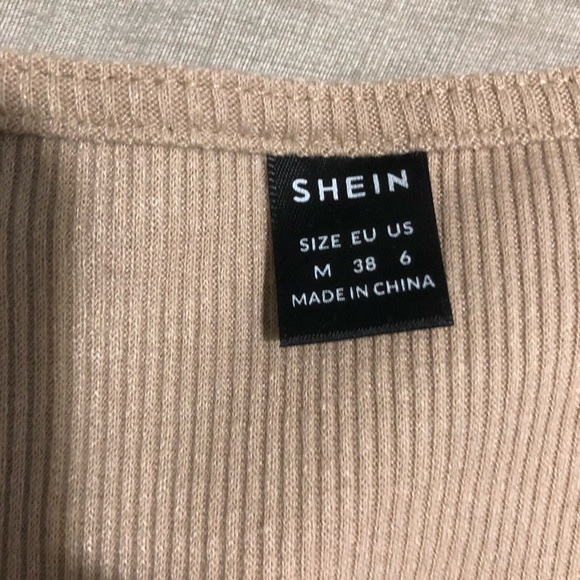 SHEIN
SIZE EU US
M 38 6
MADE IN CHINA